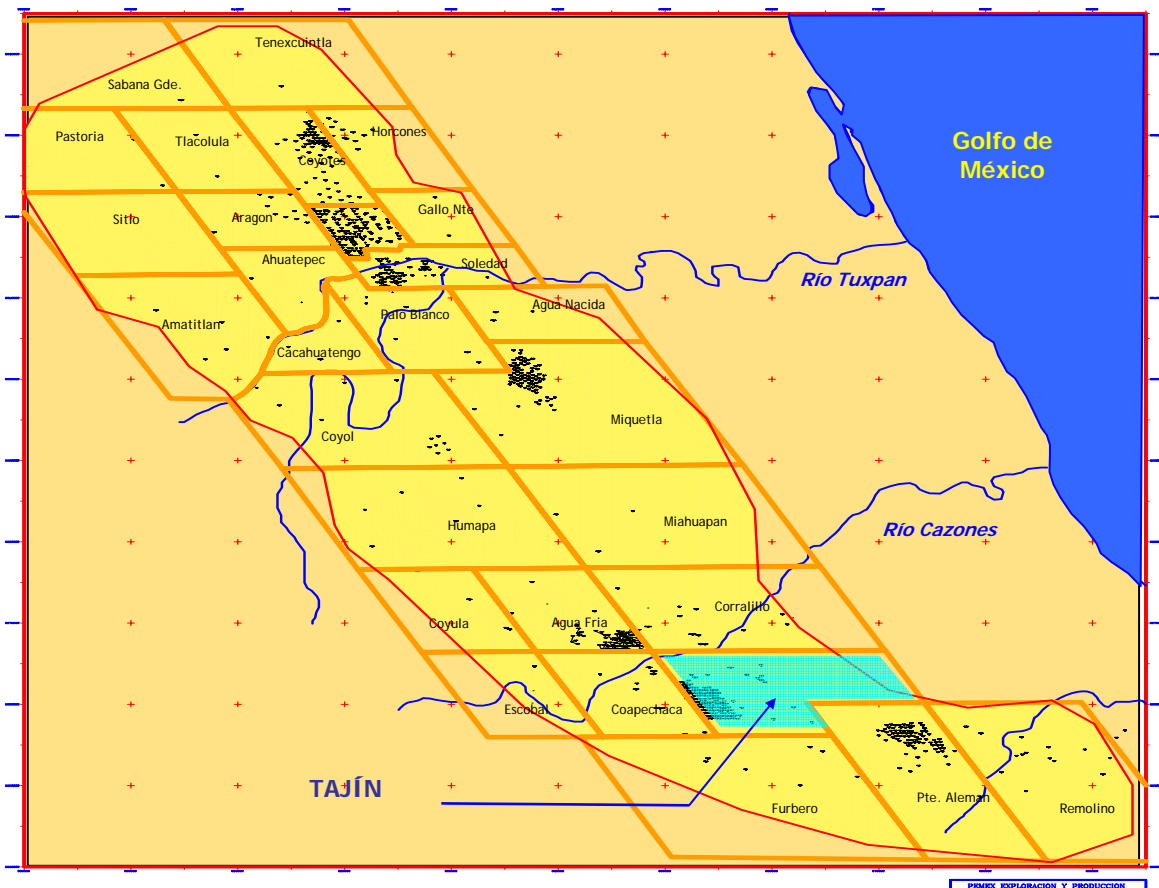 Tenexcuintla
Sabana Gde.
Pastoria
Tlacolula
Horcones
Coyotes
Golfo de
México
Sitio
Aragon
Gallo Nte
Ahuatepec
Soledad
Río Tuxpan
Agua Nacida
Amatitlan
Palo Blanco
Cacahuatengo
Miquetla
Coyol
Humapa
Miahuapan
Río Cazones
Corralillo
Coyula
Agua Fria
Escobal
Coapechaca
TAJÍN
Furbero
Pte. Aleman
Remolino
PEMEX EXPLORACION Y PRODUCCION